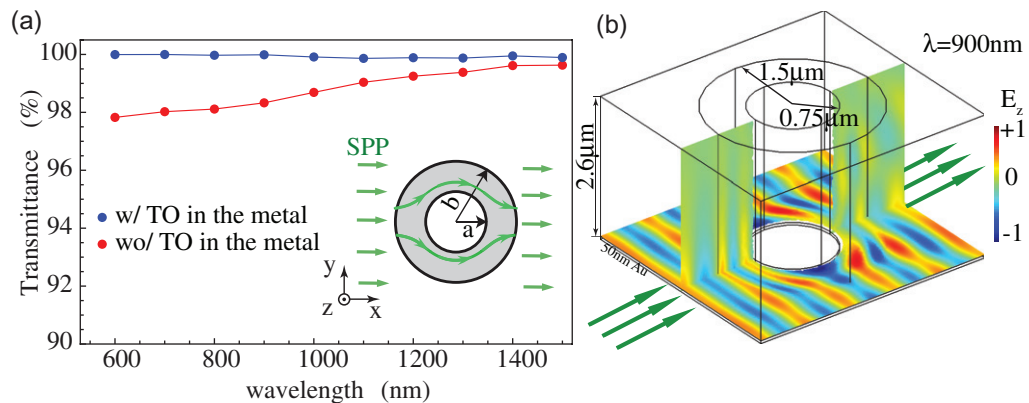 (a)
Transmittance (%)
100
98
96
94
92
90
600
800
1000
1200
1400
wavelength (nm)
w/ TO in the metal
wo/ TO in the metal
SPP
b
a
y
z
x
(b)
λ=900nm
1.5μm
0.75μm
2.6μm
50nm Au
E_z
+1
0
-1